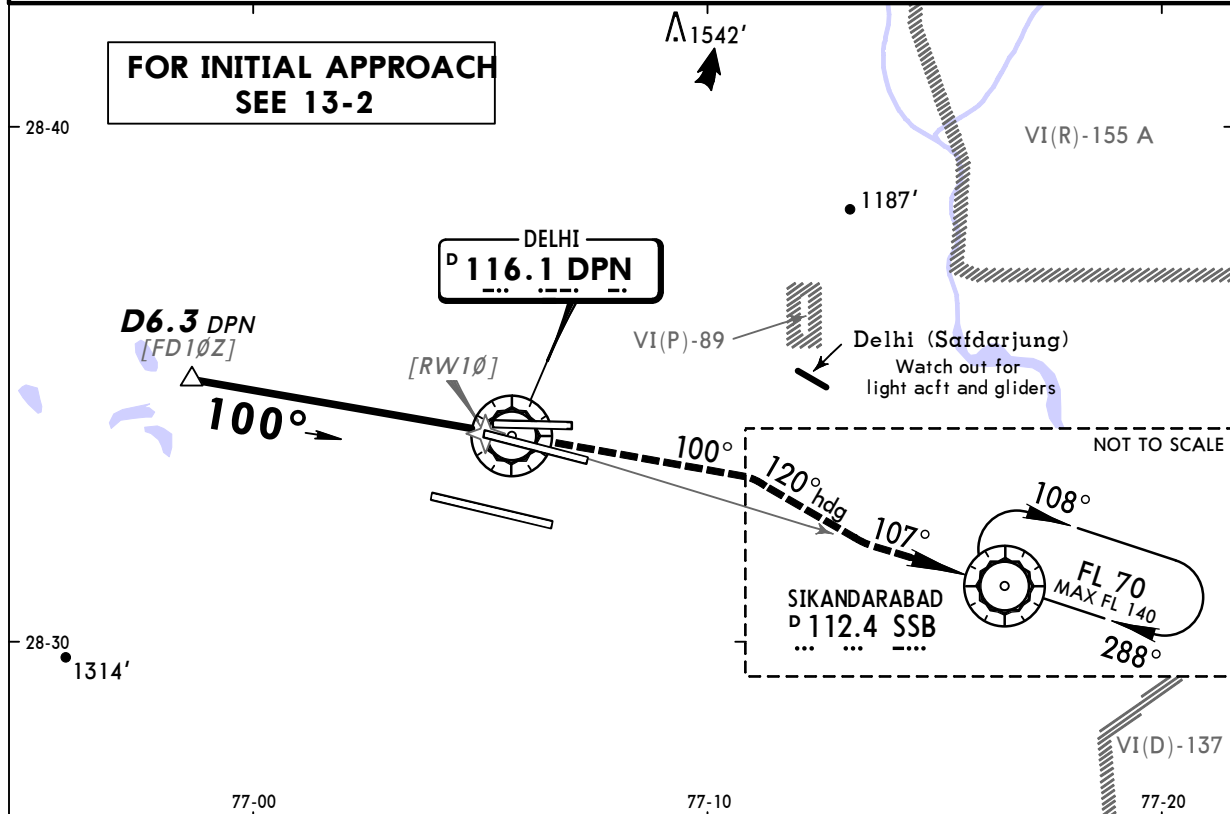 1542'
FOR INITIAL APPROACH
SEE 13-2
28-40
VI(R)-155 A
1187'
DELHI
D 116.1 DPN
D6.3 DPN
[FD1ØZ]
VI(P)-89
Delhi (Safdarjung)
Watch out for
light acft and gliders
[RW1Ø]
100°
100°
NOT TO SCALE
120°hdg
108°
107°
FL 70
MAX FL 140
SIKANDARABAD
D 112.4 SSB
288°
28-30
1314'
VI(D)-137
77-00
77-10
77-20